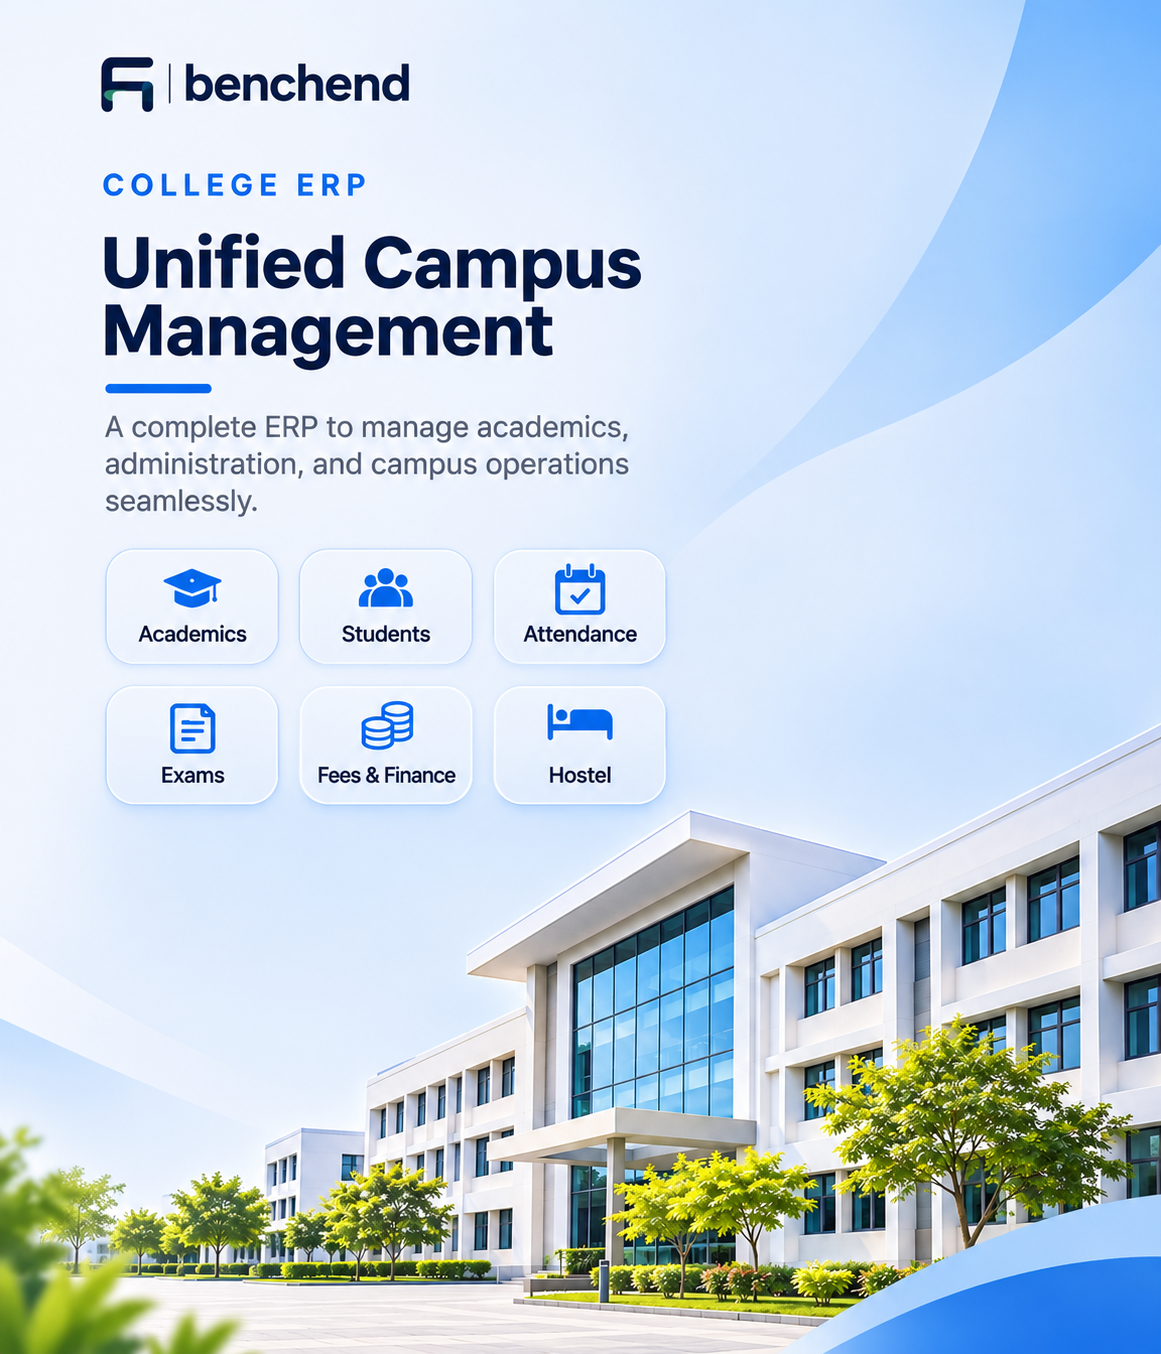 benchend
COLLEGE ERP
Unified Campus
Management
A complete ERP to manage academics,
administration, and campus operations
seamlessly.
Academics
Students
Attendance
Exams
Fees & Finance
Hostel